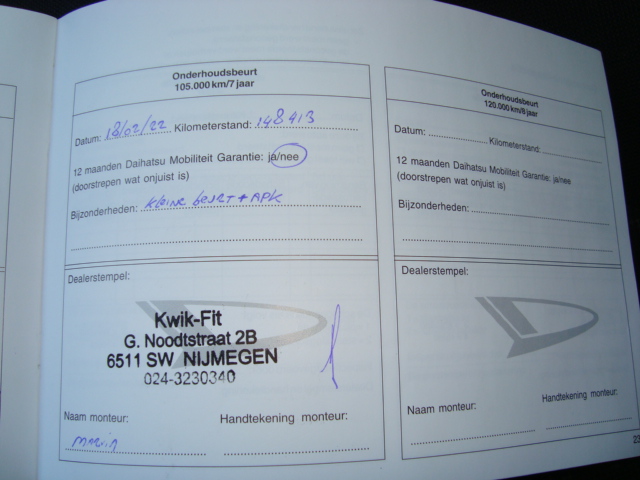 Onderhoudsbeurt
105.000 km/7 jaar
Datum: 18/02/22 Kilometerstand: 148413
12 maanden Daihatsu Mobiliteit Garantie: ja/nee
(doorstrepen wat onjuist is)
Bijzonderheden: kleine beurt + APK
Dealerstempel:
Kwik-Fit
G. Noodtstraat 2B
6511 SW NIJMEGEN
024-3230340
Naam monteur: Handtekening monteur:
Onderhoudsbeurt
120.000 km/8 jaar
Datum: Kilometerstand:
12 maanden Daihatsu Mobiliteit Garantie: ja/nee
(doorstrepen wat onjuist is)
Bijzonderheden:
Dealerstempel:
Naam monteur: Handtekening monteur: